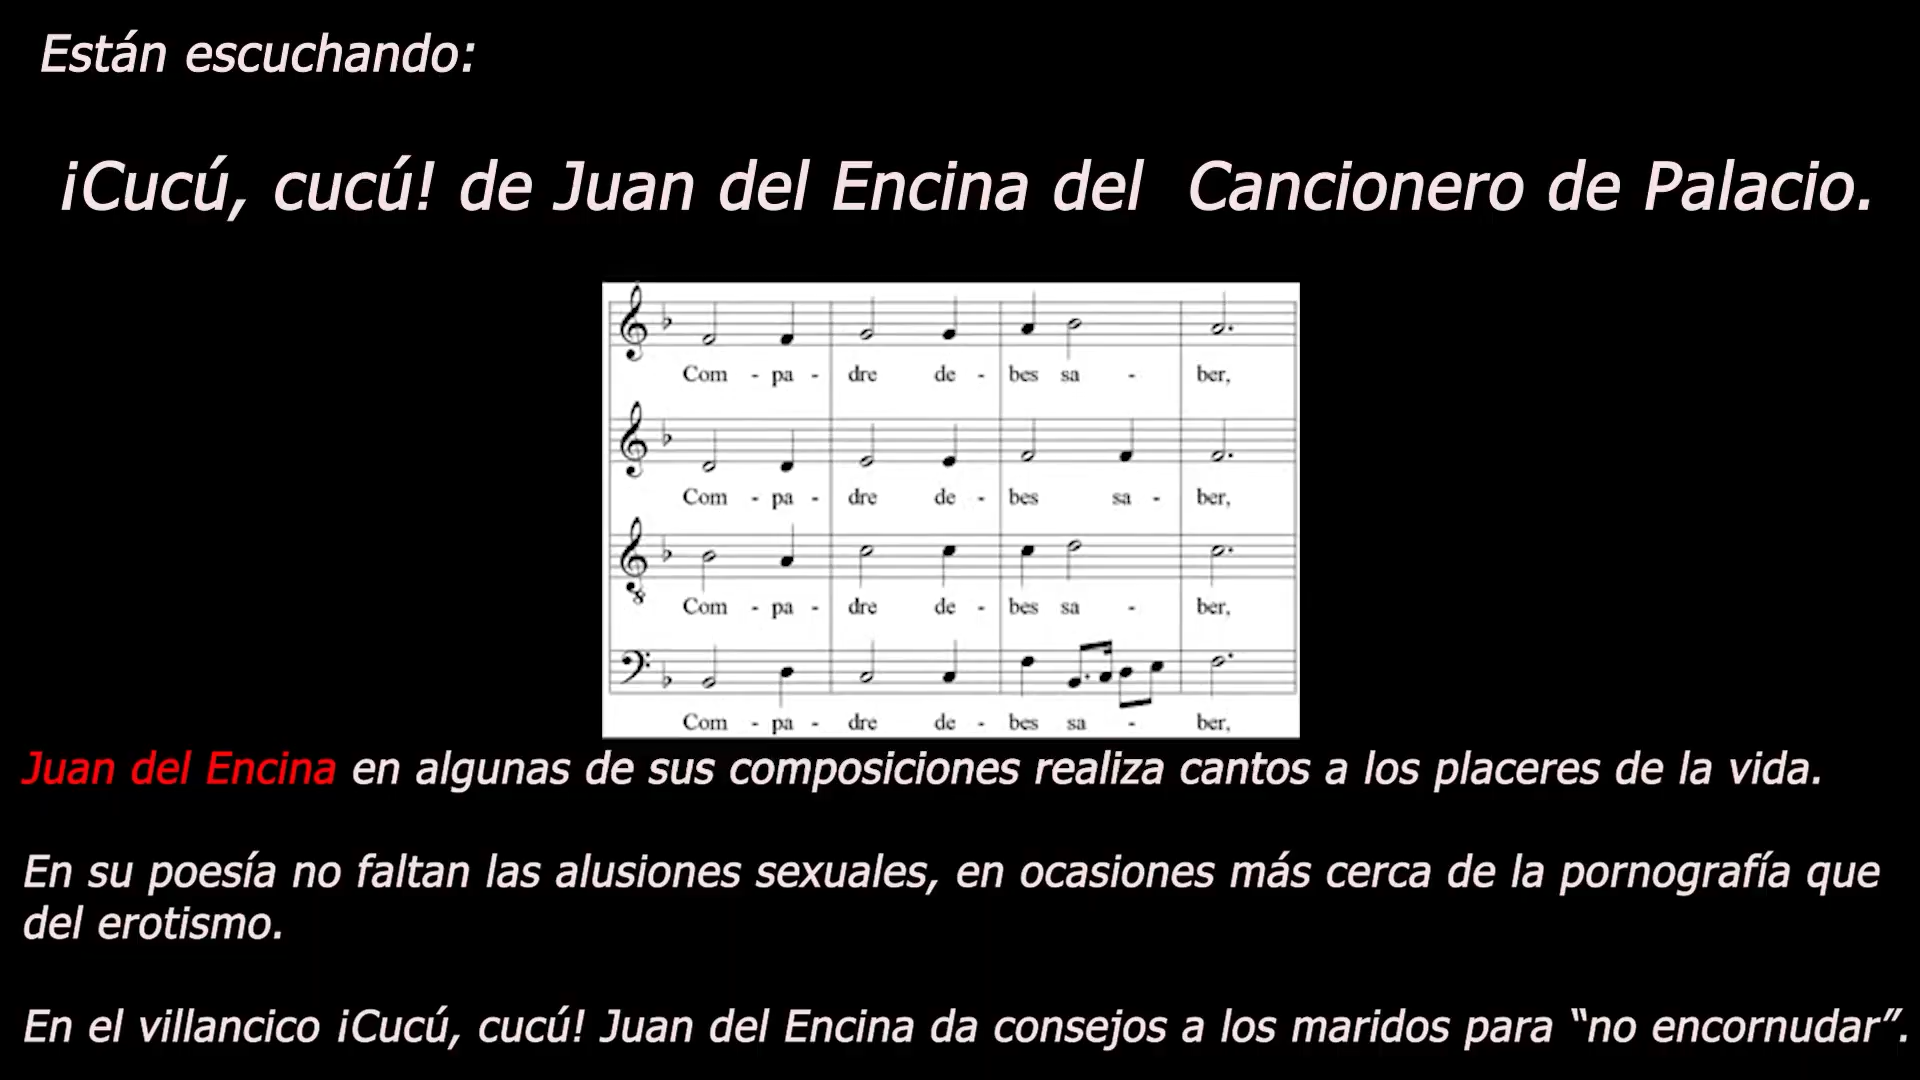 Están escuchando:
¡Cucú, cucú! de Juan del Encina del Cancionero de Palacio.
Com - pa - dre de - bes sa - ber,
Com - pa - dre de - bes sa - ber,
8
Com - pa - dre de - bes sa - ber,
Com - pa - dre de - bes sa - ber,
Juan del Encina en algunas de sus composiciones realiza cantos a los placeres de la vida.
En su poesía no faltan las alusiones sexuales, en ocasiones más cerca de la pornografía que
del erotismo.
En el villancico ¡Cucú, cucú! Juan del Encina da consejos a los maridos para “no encornudar”.